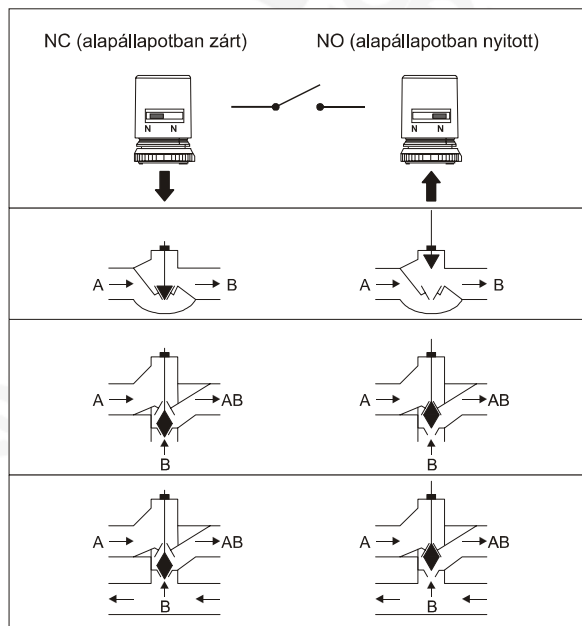 NC (alapállapotban zárt) NO (alapállapotban nyitott)
N N N N
A B A B
A AB A AB
B B
A AB A AB
B B